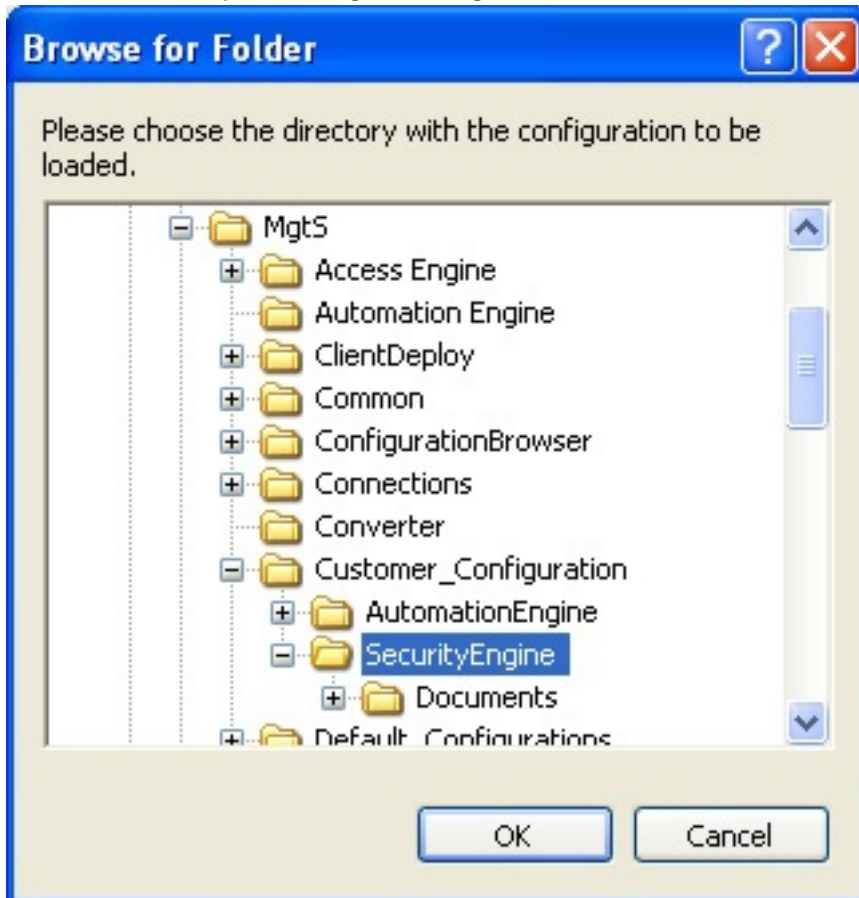 Browse for Folder
Please choose the directory with the configuration to be
loaded.
MgtS
Access Engine
Automation Engine
ClientDeploy
Common
ConfigurationBrowser
Connections
Converter
Customer_Configuration
AutomationEngine
SecurityEngine
Documents
Default_Configurations
OK Cancel